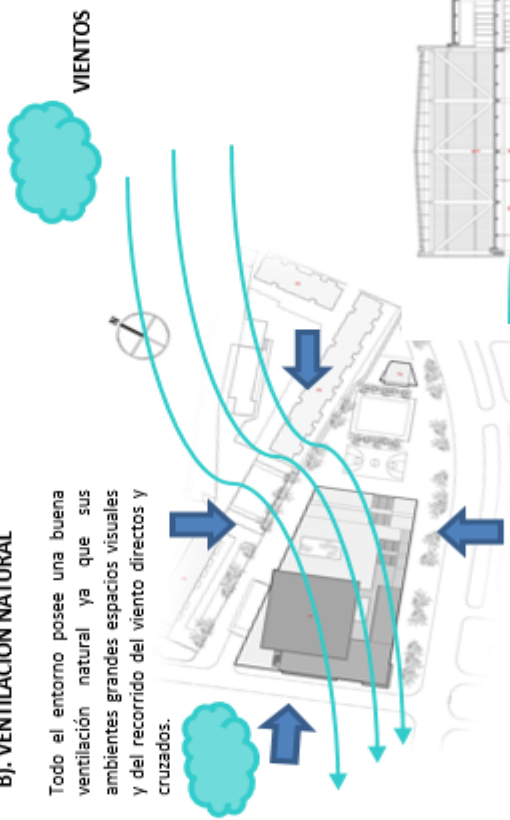 B). VENTILACIÓN NATURAL
Todo el entorno posee una buena
ventilación natural ya que sus
ambientes grandes espacios visuales
y del recorrido del viento directos y
cruzados.
VIENTOS
N